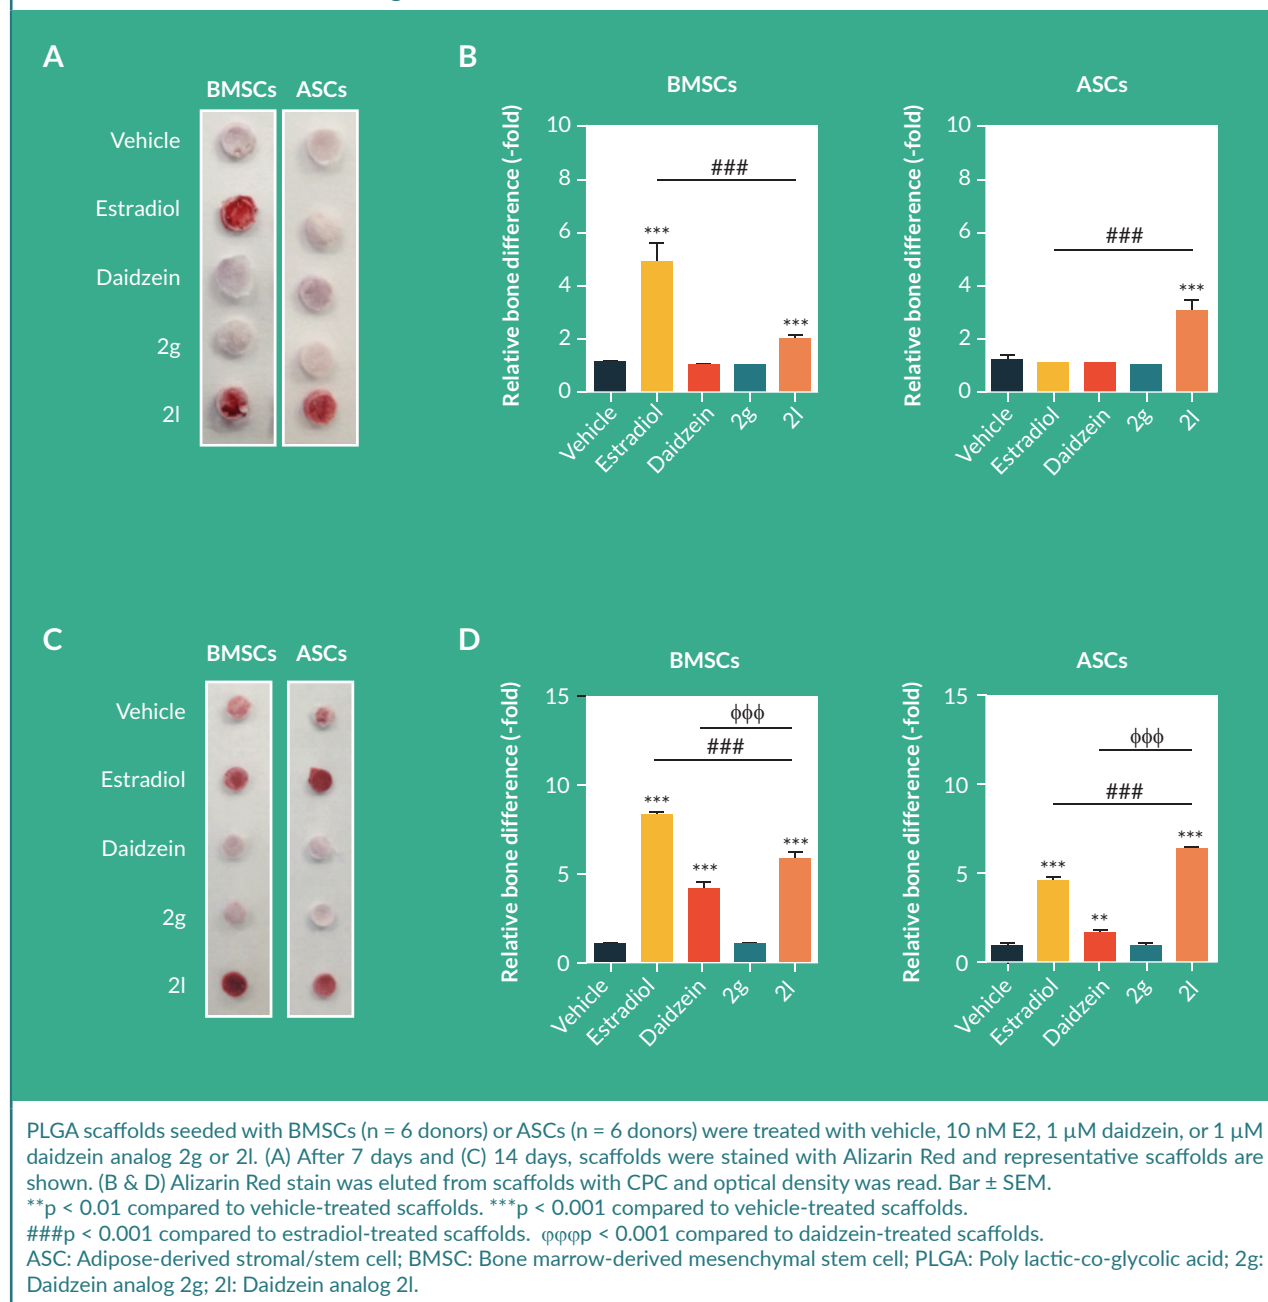 A
BMSCs ASCs
Vehicle
Estradiol
Daidzein
2g
2l
B
BMSCs
Relative bone difference (-fold)
10
8
6
4
2
0
###
***
***
Vehicle
Estradiol
Daidzein
2g
2l
ASCs
Relative bone difference (-fold)
10
8
6
4
2
0
###
***
Vehicle
Estradiol
Daidzein
2g
2l
C
BMSCs ASCs
Vehicle
Estradiol
Daidzein
2g
2l
D
BMSCs
Relative bone difference (-fold)
15
10
5
0
ϕϕϕ
###
***
***
***
Vehicle
Estradiol
Daidzein
2g
2l
ASCs
Relative bone difference (-fold)
15
10
5
0
ϕϕϕ
###
***
**
***
Vehicle
Estradiol
Daidzein
2g
2l
PLGA scaffolds seeded with BMSCs (n = 6 donors) or ASCs (n = 6 donors) were treated with vehicle, 10 nM E2, 1 μM daidzein, or 1 μM
daidzein analog 2g or 2l. (A) After 7 days and (C) 14 days, scaffolds were stained with Alizarin Red and representative scaffolds are
shown. (B & D) Alizarin Red stain was eluted from scaffolds with CPC and optical density was read. Bar ± SEM.
**p < 0.01 compared to vehicle-treated scaffolds. ***p < 0.001 compared to vehicle-treated scaffolds.
###p < 0.001 compared to estradiol-treated scaffolds. φφφp < 0.001 compared to daidzein-treated scaffolds.
ASC: Adipose-derived stromal/stem cell; BMSC: Bone marrow-derived mesenchymal stem cell; PLGA: Poly lactic-co-glycolic acid; 2g:
Daidzein analog 2g; 2l: Daidzein analog 2l.